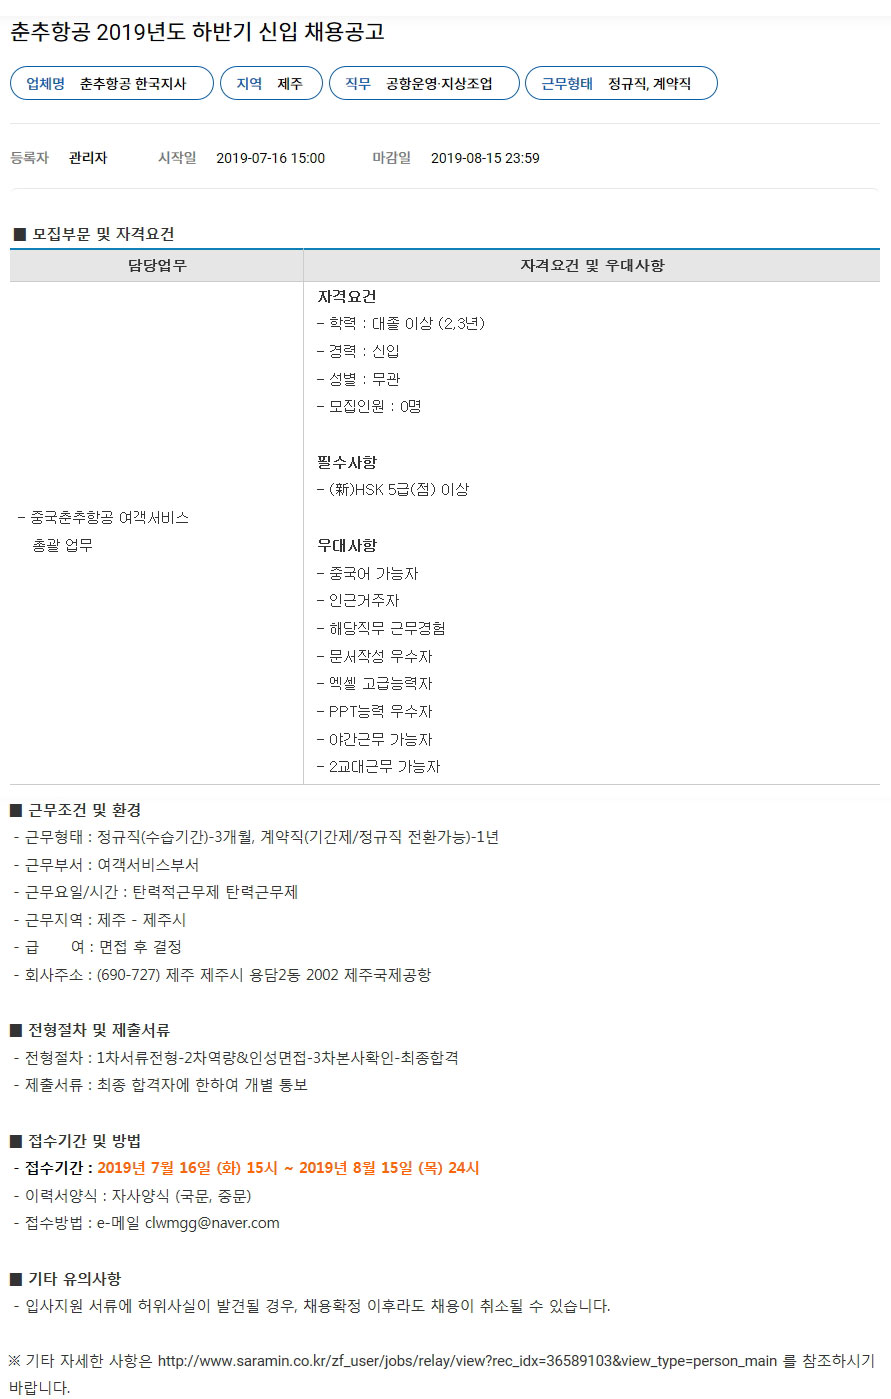 춘추항공 2019년도 하반기 신입 채용공고
업체명 춘추항공 한국지사 지역 제주 직무 공항운영·지상조업 근무형태 정규직, 계약직
등록자 관리자 시작일 2019-07-16 15:00 마감일 2019-08-15 23:59
■ 모집부문 및 자격요건
담당업무 자격요건 및 우대사항
- 중국춘추항공 여객서비스
총괄 업무
자격요건
- 학력 : 대졸 이상 (2,3년)
- 경력 : 신입
- 성별 : 무관
- 모집인원 : 0명
필수사항
- (新)HSK 5급(점) 이상
우대사항
- 중국어 가능자
- 인근거주자
- 해당직무 근무경험
- 문서작성 우수자
- 엑셀 고급능력자
- PPT능력 우수자
- 야간근무 가능자
- 2교대근무 가능자
■ 근무조건 및 환경
- 근무형태 : 정규직(수습기간)-3개월, 계약직(기간제/정규직 전환가능)-1년
- 근무부서 : 여객서비스부서
- 근무요일/시간 : 탄력적근무제 탄력근무제
- 근무지역 : 제주 - 제주시
- 급 여 : 면접 후 결정
- 회사주소 : (690-727) 제주 제주시 용담2동 2002 제주국제공항
■ 전형절차 및 제출서류
- 전형절차 : 1차서류전형-2차역량&인성면접-3차본사확인-최종합격
- 제출서류 : 최종 합격자에 한하여 개별 통보
■ 접수기간 및 방법
- 접수기간 : 2019년 7월 16일 (화) 15시 ~ 2019년 8월 15일 (목) 24시
- 이력서양식 : 자사양식 (국문, 중문)
- 접수방법 : e-메일 clwmgg@naver.com
■ 기타 유의사항
- 입사지원 서류에 허위사실이 발견될 경우, 채용확정 이후라도 채용이 취소될 수 있습니다.
※ 기타 자세한 사항은 http://www.saramin.co.kr/zf_user/jobs/relay/view?rec_idx=36589103&view_type=person_main 를 참조하시기
바랍니다.